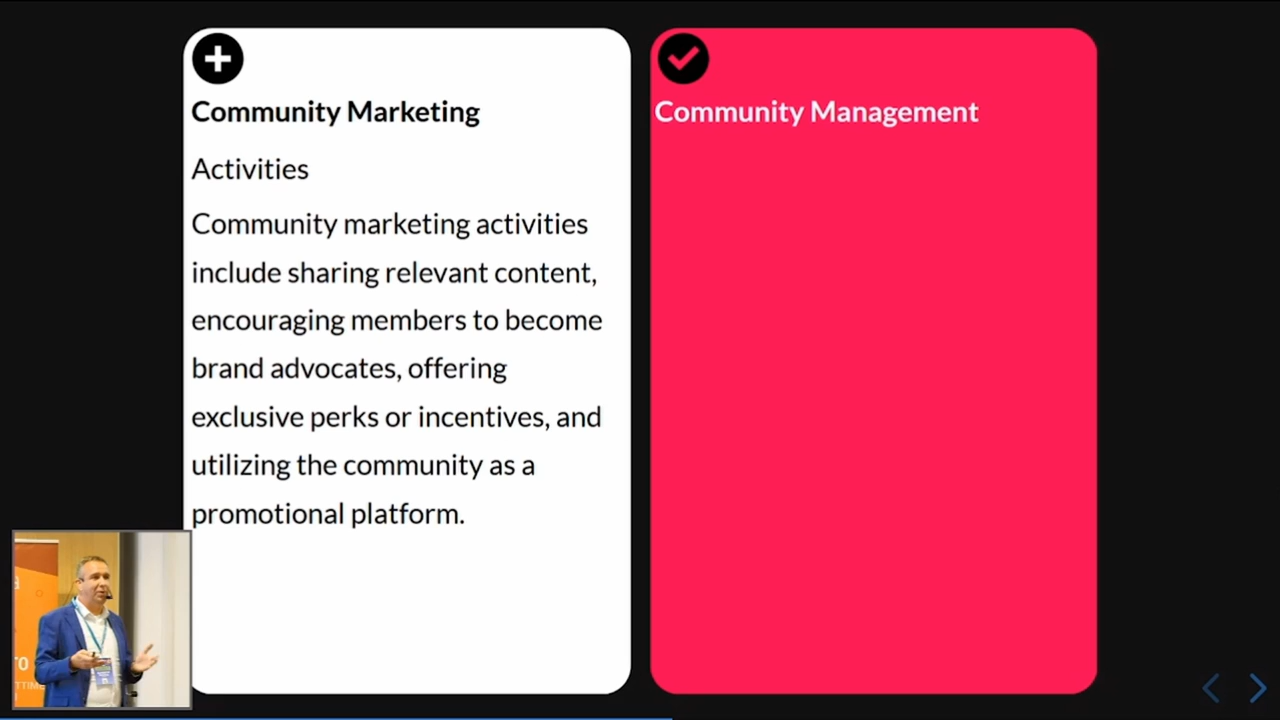 Community Marketing
Activities
Community marketing activities
include sharing relevant content,
encouraging members to become
brand advocates, offering
exclusive perks or incentives, and
utilizing the community as a
promotional platform.
Community Management